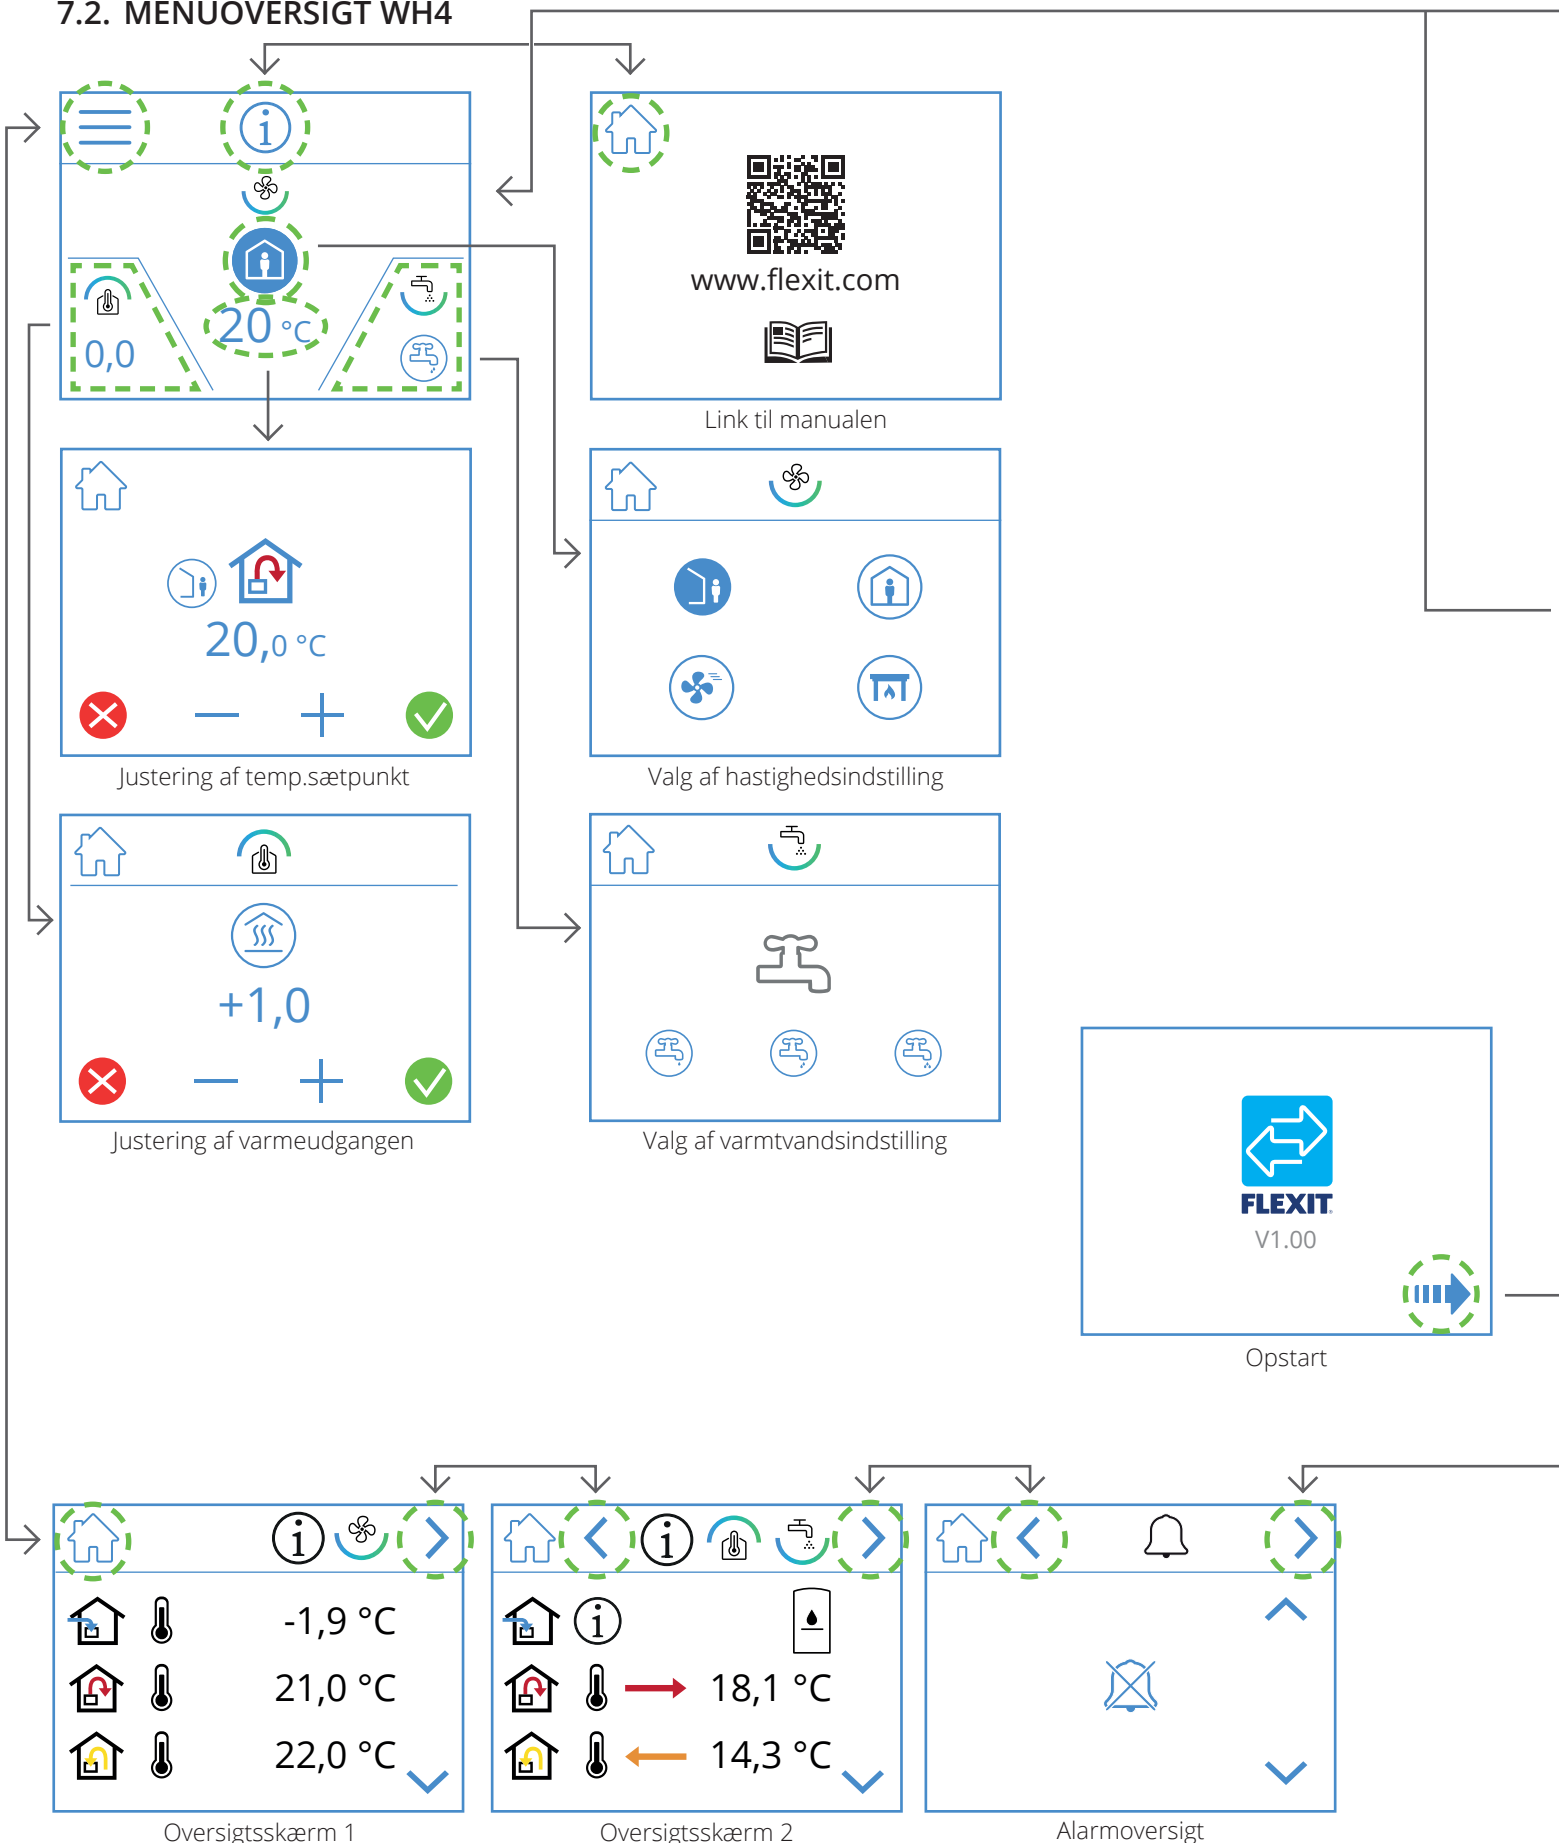 7.2. MENUOVERSIGT WH4
0,0
20 °C
www.flexit.com
Link til manualen
20,0 °C
Justering af temp.sætpunkt
Valg af hastighedsindstilling
+1,0
Justering af varmeudgangen
Valg af varmtvandsindstilling
FLEXIT
V1.00
Opstart
-1,9 °C
21,0 °C
22,0 °C
Oversigtsskærm 1
18,1 °C
14,3 °C
Oversigtsskærm 2
Alarmoversigt